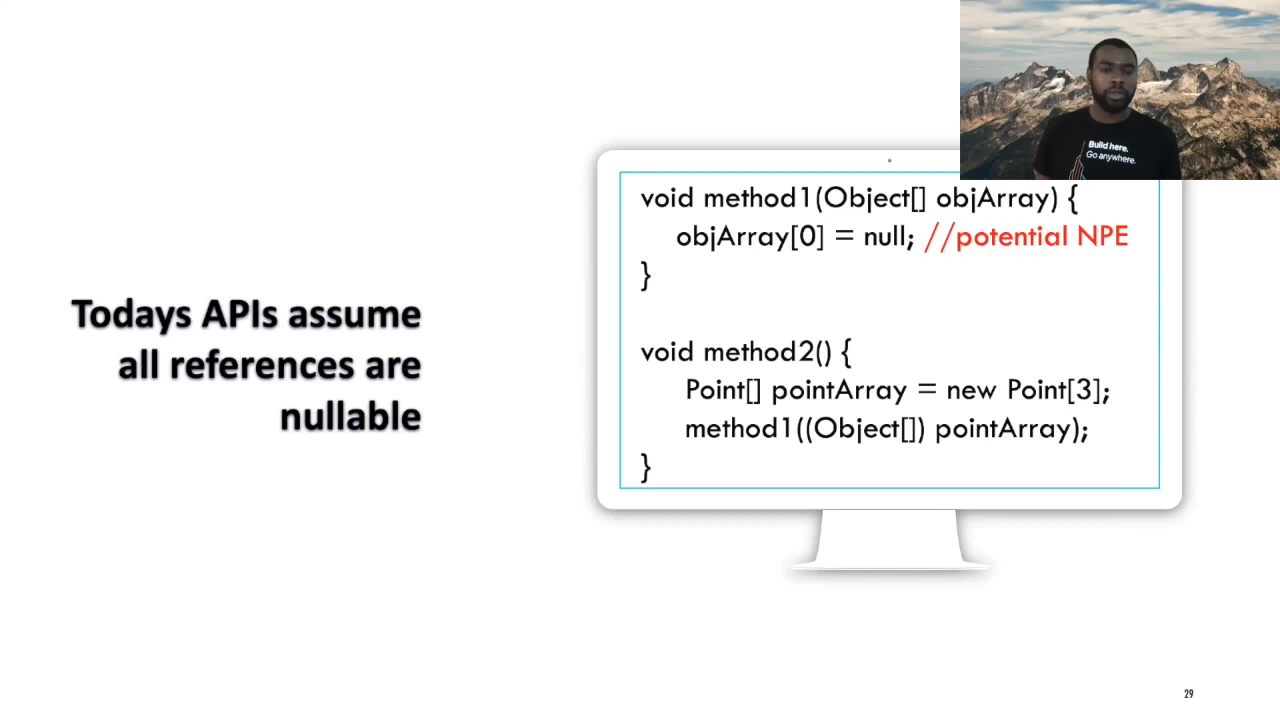 Build here.
Go anywhere.
void method1(Object[] objArray) {
objArray[0] = null; //potential NPE
}
void method2() {
Point[] pointArray = new Point[3];
method1((Object[]) pointArray);
}
Todays APIs assume
all references are
nullable
29